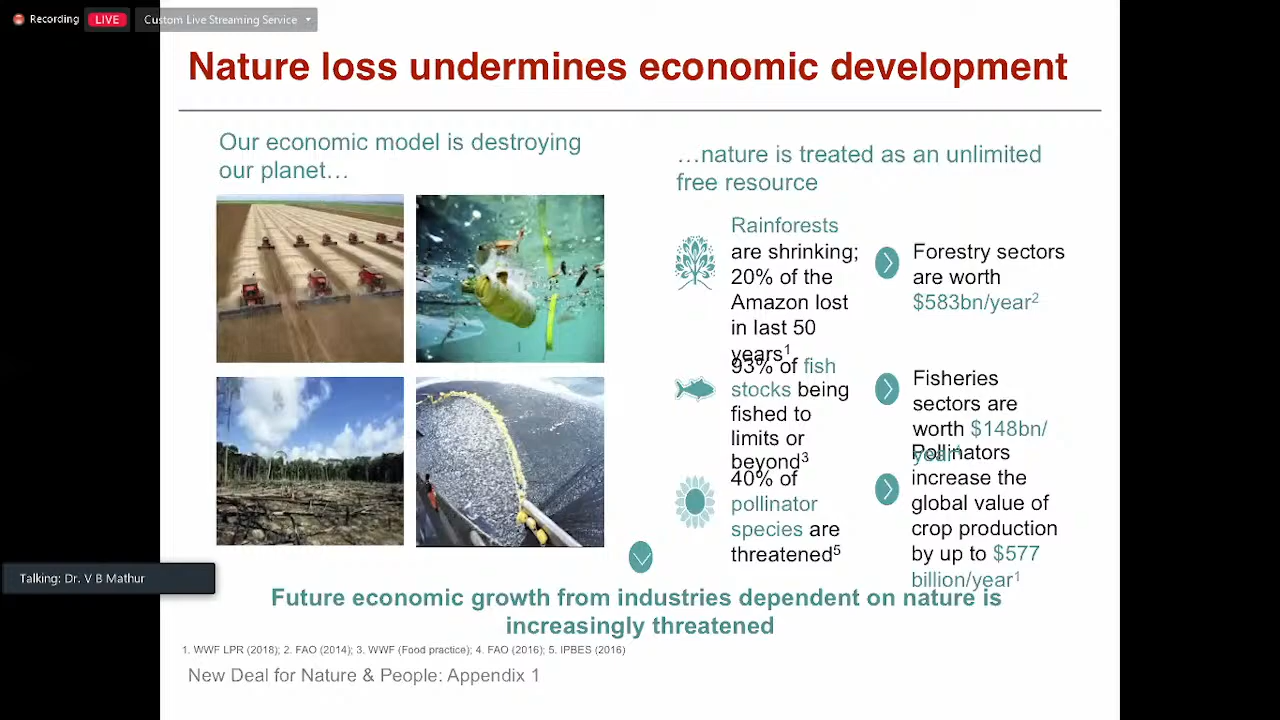 Recording
LIVE
Custom Live Streaming Service
Nature loss undermines economic development
Our economic model is destroying
our planet…
…nature is treated as an unlimited
free resource
Rainforests
are shrinking;
20% of the
Amazon lost
in last 50
years1
Forestry sectors
are worth
$583bn/year2
93% of fish
stocks being
fished to
limits or
beyond3
Fisheries
sectors are
worth $148bn/
year4
40% of
pollinator
species are
threatened5
Pollinators
increase the
global value of
crop production
by up to $577
billion/year1
Talking: Dr. V B Mathur
Future economic growth from industries dependent on nature is
increasingly threatened
1. WWF LPR (2018); 2. FAO (2014); 3. WWF (Food practice); 4. FAO (2016); 5. IPBES (2016)
New Deal for Nature & People: Appendix 1